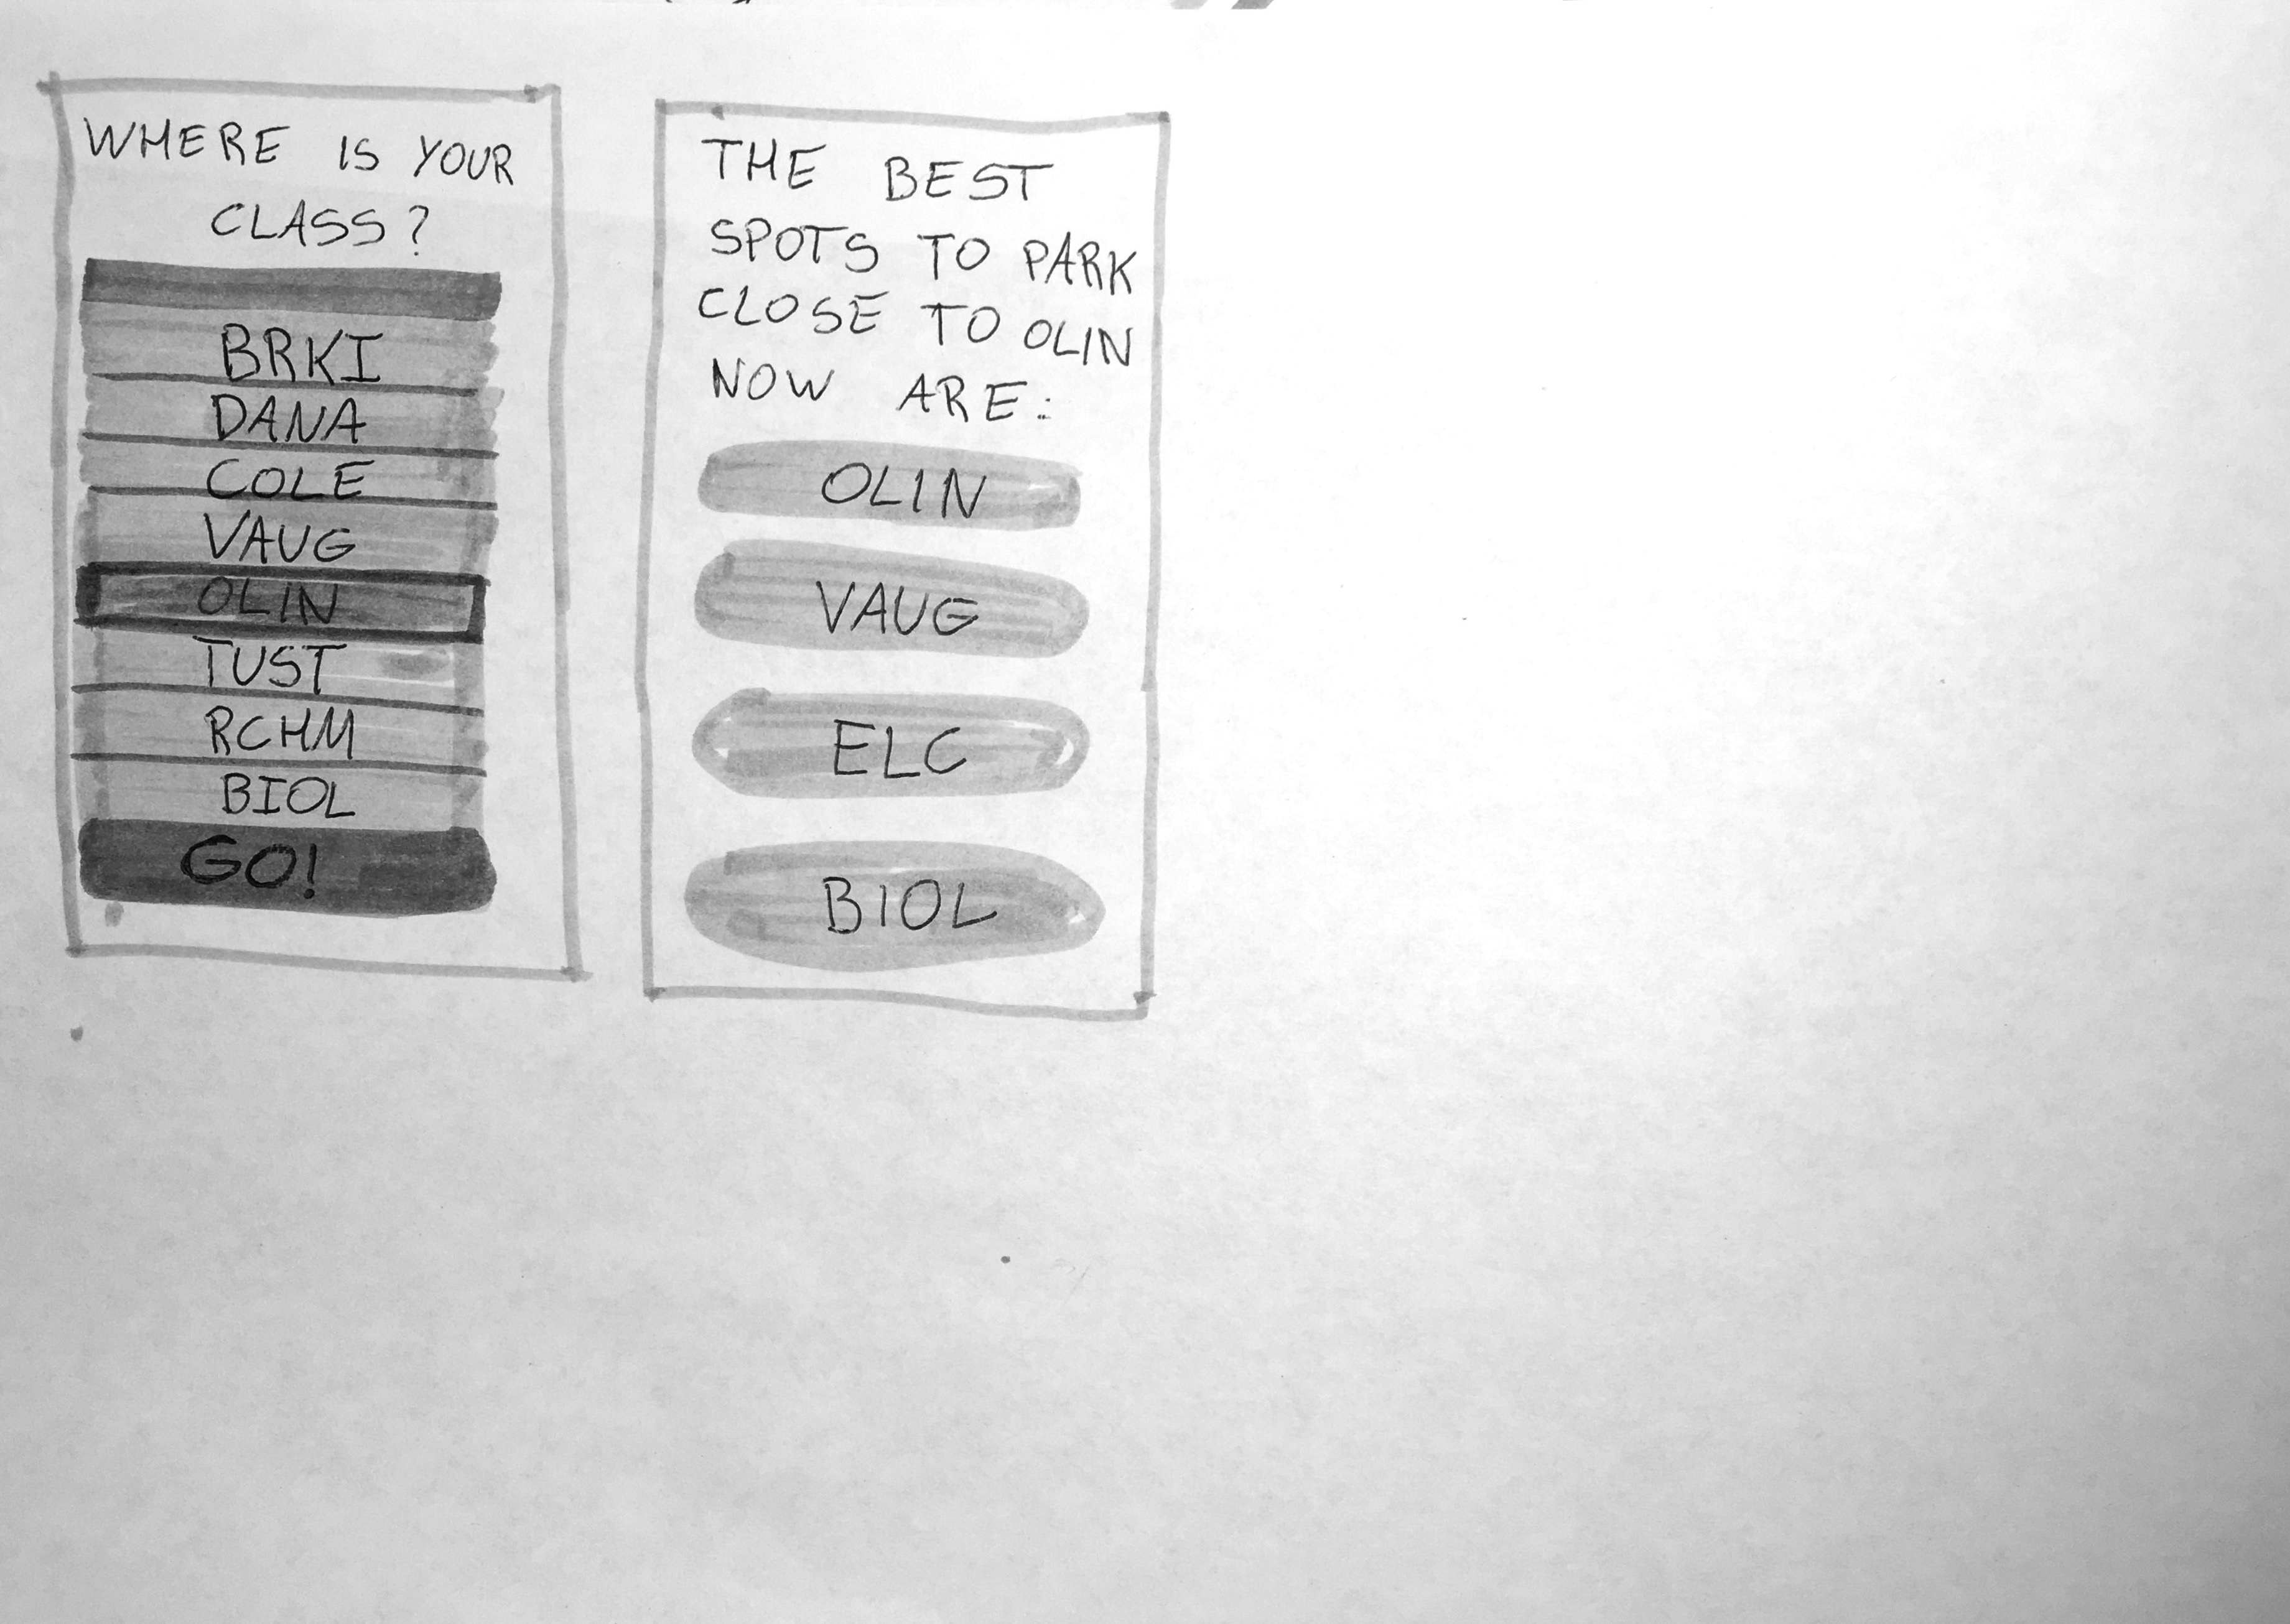 WHERE IS YOUR
CLASS?
BRKI
DANA
COLE
VAUG
OLIN
TUST
RCHM
BIOL
GO!
THE BEST
SPOTS TO PARK
CLOSE TO OLIN
NOW ARE:
OLIN
VAUG
ELC
BIOL